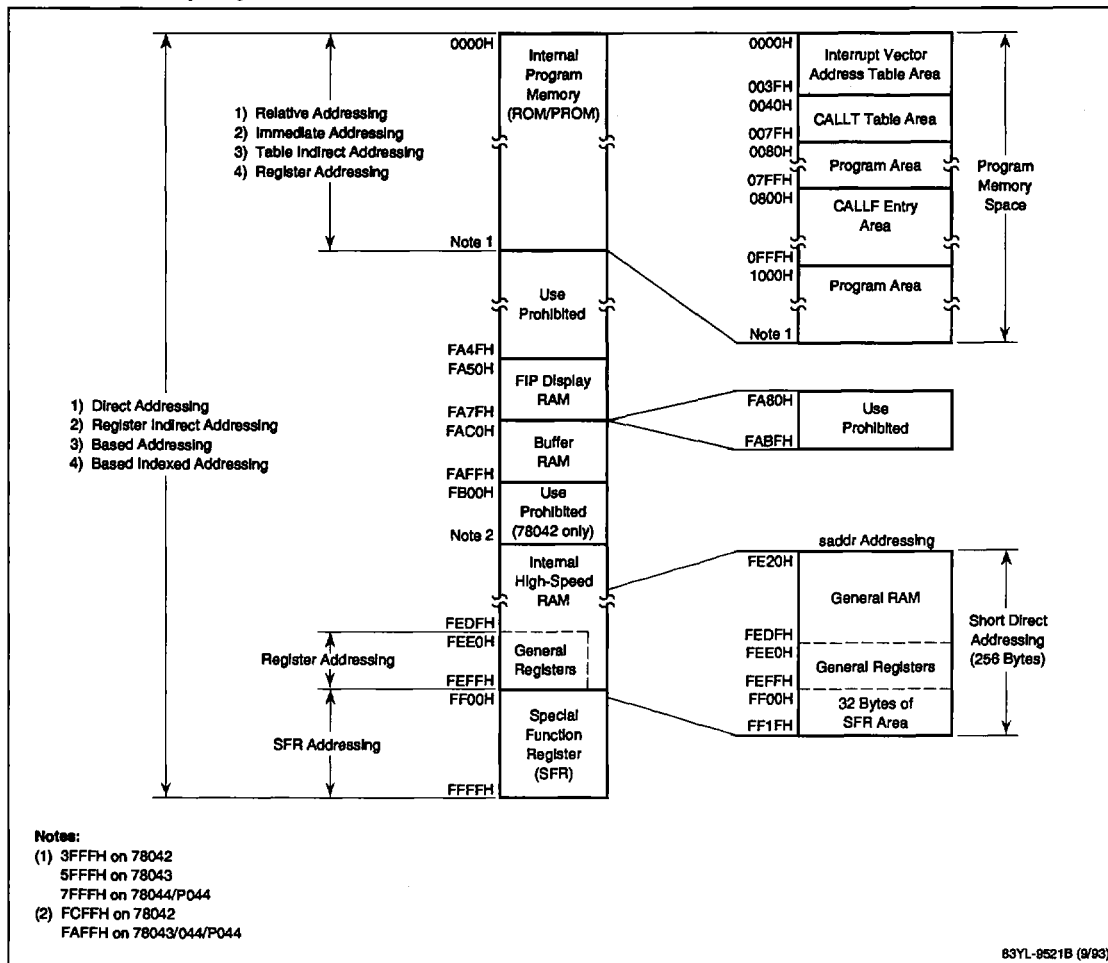 0000H
Internal
Program
Memory
(ROM/PROM)
1) Relative Addressing
2) Immediate Addressing
3) Table Indirect Addressing
4) Register Addressing
Note 1
Use
Prohibited
FA4FH
FA50H
FIP Display
RAM
FA7FH
FAC0H
Buffer
RAM
FAFFH
FB00H
Use
Prohibited
(78042 only)
Note 2
Internal
High-Speed
RAM
FEDFH
FEE0H
General
Registers
FEFFH
FF00H
Special
Function
Register
(SFR)
FFFFH
1) Direct Addressing
2) Register Indirect Addressing
3) Based Addressing
4) Based Indexed Addressing
Register Addressing
SFR Addressing
0000H
Interrupt Vector
Address Table Area
003FH
0040H
CALLT Table Area
007FH
0080H
Program Area
07FFH
0800H
CALLF Entry
Area
0FFFH
1000H
Program Area
Note 1
Program
Memory
Space
FA80H
Use
Prohibited
FABFH
saddr Addressing
FE20H
General RAM
FEDFH
FEE0H
General Registers
FEFFH
FF00H
32 Bytes of
SFR Area
FF1FH
Short Direct
Addressing
(256 Bytes)
Notes:
(1) 3FFFH on 78042
5FFFH on 78043
7FFFH on 78044/P044
(2) FCFFH on 78042
FAFFH on 78043/044/P044
83YL-9521B (9/93)